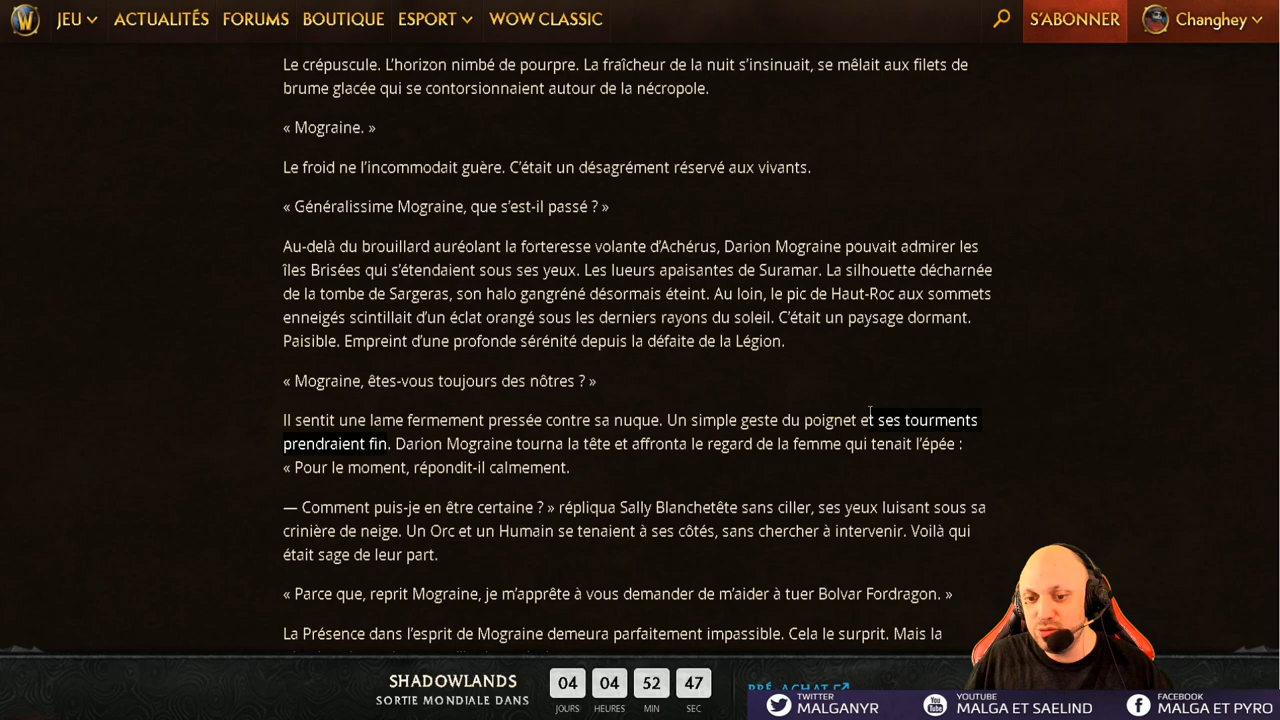 JEU ACTUALITÉS FORUMS BOUTIQUE ESPORT WOW CLASSIC S'ABONNER Changhey
Le crépuscule. L'horizon nimbé de pourpre. La fraîcheur de la nuit s'insinuait, se mêlait aux filets de
brume glacée qui se contorsionnaient autour de la nécropole.
« Mograine. »
Le froid ne l'incommodait guère. C'était un désagrément réservé aux vivants.
« Généralissime Mograine, que s'est-il passé ? »
Au-delà du brouillard auréolant la forteresse volante d'Achérus, Darion Mograine pouvait admirer les
îles Brisées qui s'étendaient sous ses yeux. Les lueurs apaisantes de Suramar. La silhouette décharnée
de la tombe de Sargeras, son halo gangréné désormais éteint. Au loin, le pic de Haut-Roc aux sommets
enneigés scintillait d'un éclat orangé sous les derniers rayons du soleil. C'était un paysage dormant.
Paisible. Empreint d'une profonde sérénité depuis la défaite de la Légion.
« Mograine, êtes-vous toujours des nôtres ? »
Il sentit une lame fermement pressée contre sa nuque. Un simple geste du poignet et ses tourments
prendraient fin. Darion Mograine tourna la tête et affronta le regard de la femme qui tenait l'épée :
« Pour le moment, répondit-il calmement.
— Comment puis-je en être certaine ? » répliqua Sally Blanchetête sans ciller, ses yeux luisant sous sa
crinière de neige. Un Orc et un Humain se tenaient à ses côtés, sans chercher à intervenir. Voilà qui
était sage de leur part.
« Parce que, reprit Mograine, je m'apprête à vous demander de m'aider à tuer Bolvar Fordragon. »
La Présence dans l'esprit de Mograine demeura parfaitement impassible. Cela le surprit. Mais la
SHADOWLANDS
SORTIE MONDIALE DANS
04 04 52 47
JOURS HEURES MIN SEC
PRÉ-ACHAT
TWITTER
MALGANYR
YOUTUBE
MALGA ET SAELIND
FACEBOOK
MALGA ET PYRO